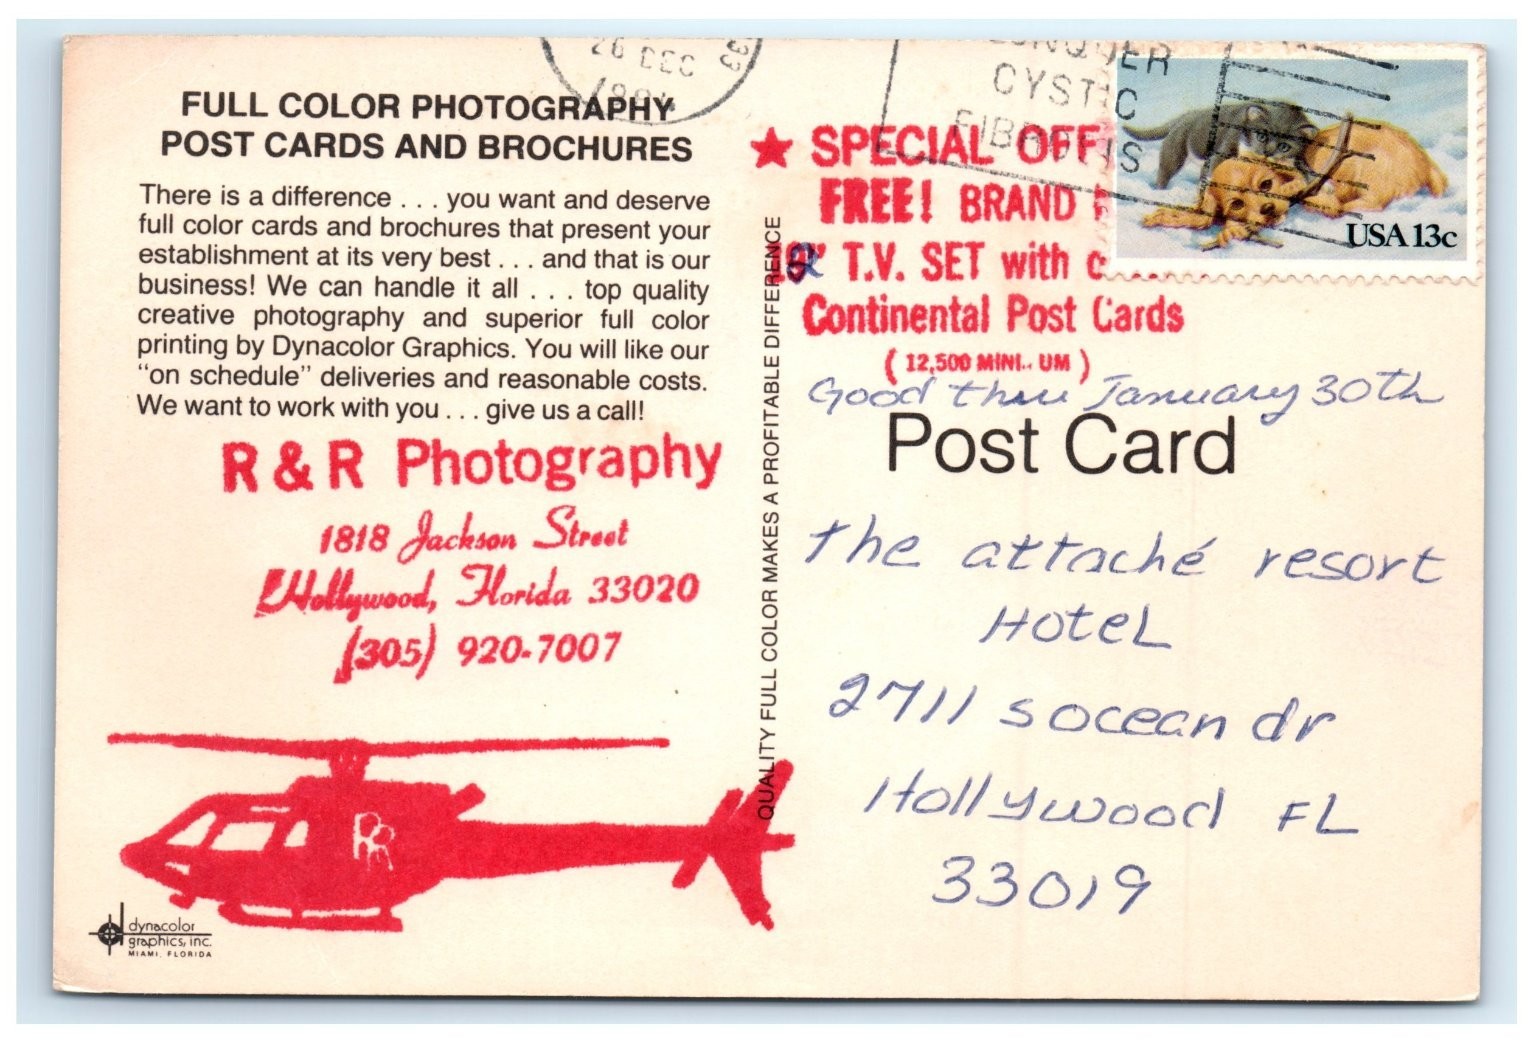 FULL COLOR PHOTOGRAPHY
POST CARDS AND BROCHURES
There is a difference . . . you want and deserve
full color cards and brochures that present your
establishment at its very best . . . and that is our
business! We can handle it all . . . top quality
creative photography and superior full color
printing by Dynacolor Graphics. You will like our
"on schedule" deliveries and reasonable costs.
We want to work with you . . . give us a call!
R & R Photography
1818 Jackson Street
Hollywood, Florida 33020
(305) 920-7007
RR
dynacolor
graphics, inc.
MIAMI, FLORIDA
QUALITY FULL COLOR MAKES A PROFITABLE DIFFERENCE
26 DEC
CYSTIC
FIBROSIS
USA 13c
★ SPECIAL OFF
FREE! BRAND
T.V. SET with
Continental Post Cards
( 12,500 MINI.. UM )
Good thru January 30th
Post Card
The attaché resort
HoteL
2711 s ocean dr
Hollywood FL
33019